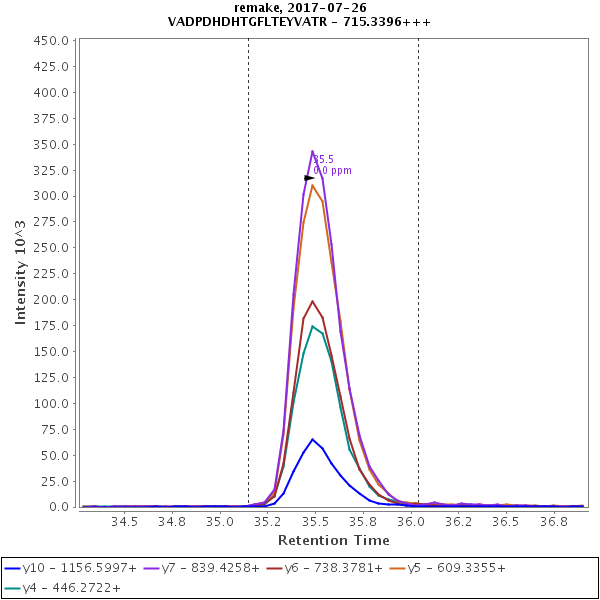 remake, 2017-07-26
VADPDHDHTGFLTEYVATR - 715.3396+++
450.0
425.0
400.0
375.0
350.0
325.0
300.0
275.0
250.0
225.0
200.0
175.0
150.0
125.0
100.0
75.0
50.0
25.0
0.0
Intensity 10^3
35.5
0.0 ppm
34.5 34.8 35.0 35.2 35.5 35.8 36.0 36.2 36.5 36.8
Retention Time
y10 - 1156.5997+ y7 - 839.4258+ y6 - 738.3781+ y5 - 609.3355+
y4 - 446.2722+